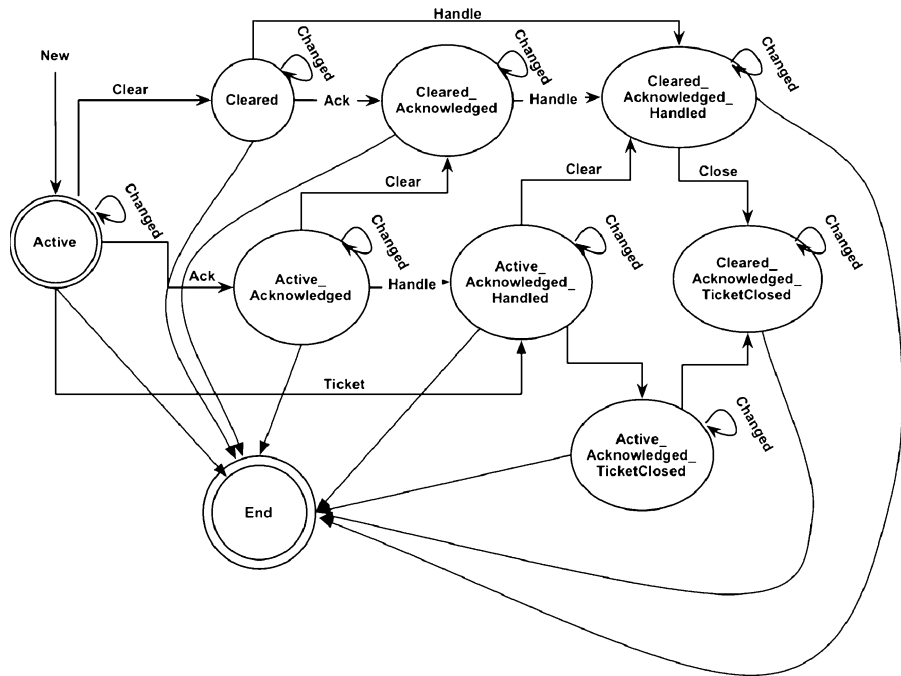 Handle
New
Changed
Changed
Changed
Clear
Cleared
Ack
Cleared_
Acknowledged
Handle
Cleared_
Acknowledged_
Handled
Clear
Clear
Close
Changed
Changed
Changed
Changed
Active
Ack
Active_
Acknowledged
Handle
Active_
Acknowledged_
Handled
Cleared_
Acknowledged_
TicketClosed
Ticket
Changed
Active_
Acknowledged_
TicketClosed
End